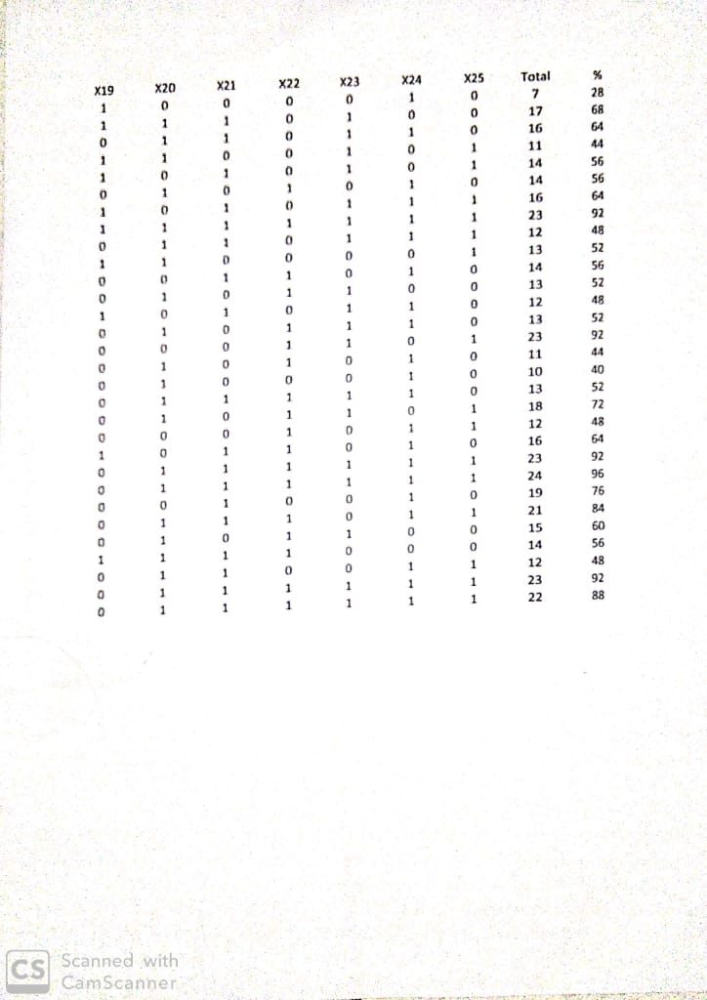 X19 X20 X21 X22 X23 X24 X25 Total %
1 0 0 0 0 1 0 7 28
1 1 1 0 1 0 0 17 68
0 1 1 0 1 1 0 16 64
1 1 0 0 1 0 1 11 44
1 0 1 0 1 0 1 14 56
0 1 0 1 0 1 0 14 56
1 0 1 0 1 1 1 16 64
1 1 1 1 1 1 1 23 92
0 1 1 0 1 1 1 12 48
1 1 0 0 0 0 1 13 52
0 0 1 1 0 1 0 14 56
0 1 0 1 1 0 0 13 52
1 0 1 0 1 1 0 12 48
0 1 0 1 1 1 0 13 52
0 0 0 1 1 0 1 23 92
0 1 0 1 0 1 0 11 44
0 1 0 0 0 1 0 10 40
0 1 1 1 1 1 0 13 52
0 1 0 1 1 0 1 18 72
0 0 0 1 0 1 1 12 48
1 0 1 1 0 1 0 16 64
0 1 1 1 1 1 1 23 92
0 1 1 1 1 1 1 24 96
0 0 1 0 0 1 0 19 76
0 1 1 1 0 1 1 21 84
0 1 0 1 1 0 0 15 60
1 1 1 1 0 0 0 14 56
0 1 1 0 0 1 1 12 48
0 1 1 1 1 1 1 23 92
0 1 1 1 1 1 1 22 88
CS Scanned with
CamScanner